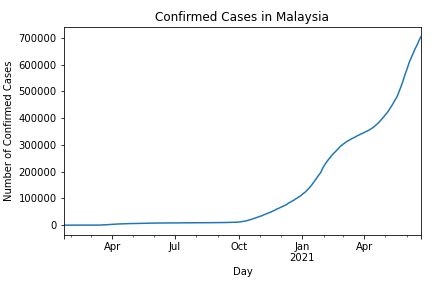 Confirmed Cases in Malaysia
Number of Confirmed Cases
700000
600000
500000
400000
300000
200000
100000
0
Apr Jul Oct Jan Apr
2021
Day